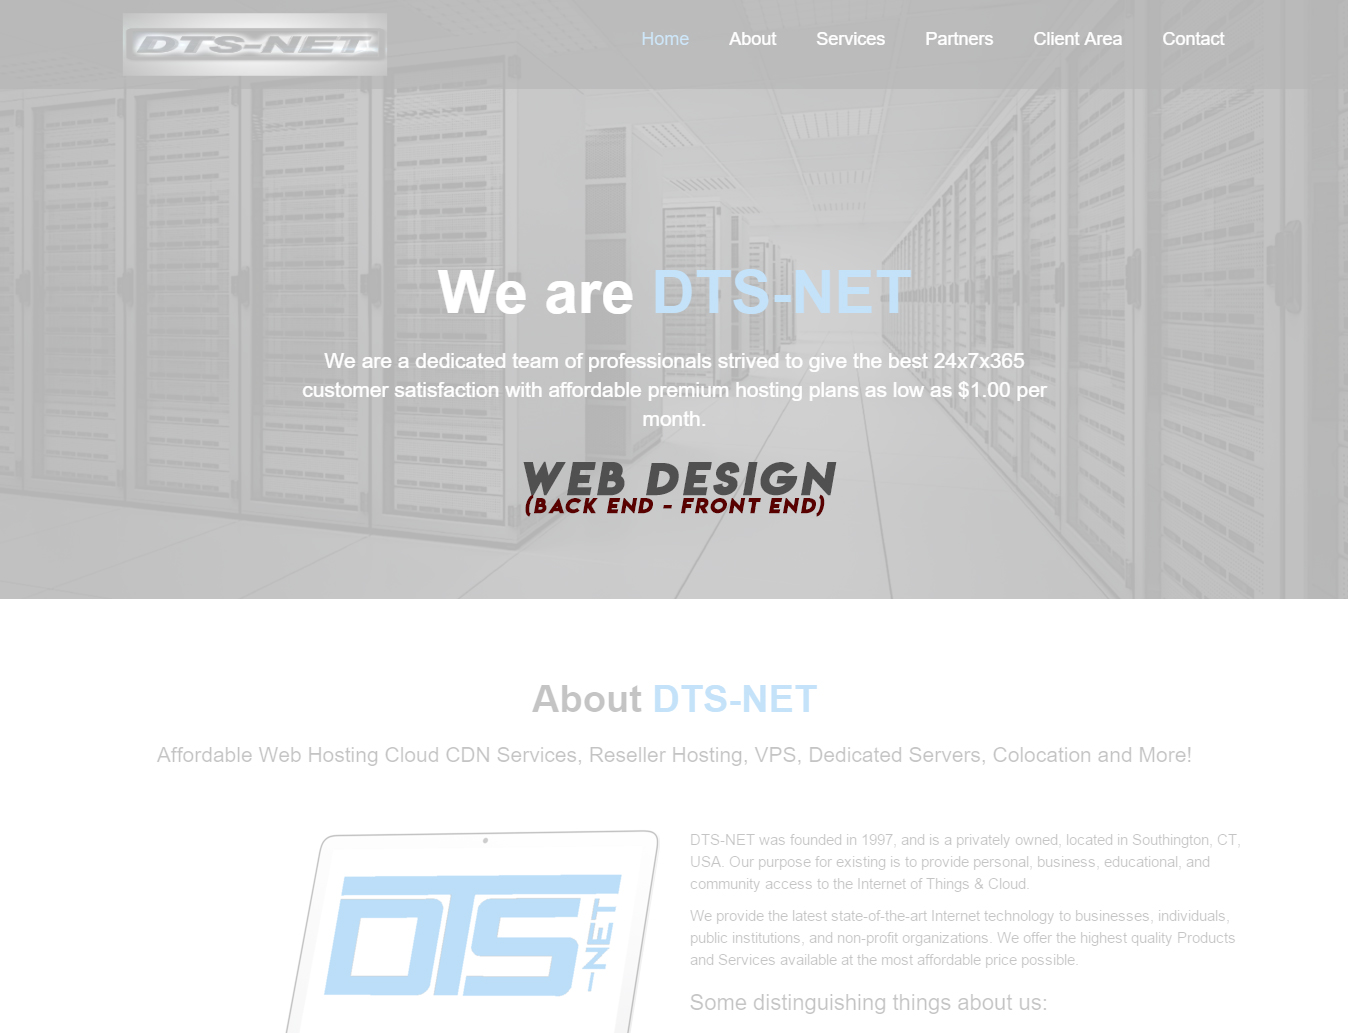 DTS-NET
Home About Services Partners Client Area Contact
We are DTS-NET
We are a dedicated team of professionals strived to give the best 24x7x365
customer satisfaction with affordable premium hosting plans as low as $1.00 per
month.
WEB DESIGN
(BACK END - FRONT END)
About DTS-NET
Affordable Web Hosting Cloud CDN Services, Reseller Hosting, VPS, Dedicated Servers, Colocation and More!
DTS-NET was founded in 1997, and is a privately owned, located in Southington, CT,
USA. Our purpose for existing is to provide personal, business, educational, and
community access to the Internet of Things & Cloud.
We provide the latest state-of-the-art Internet technology to businesses, individuals,
public institutions, and non-profit organizations. We offer the highest quality Products
and Services available at the most affordable price possible.
Some distinguishing things about us:
DTS
-NET